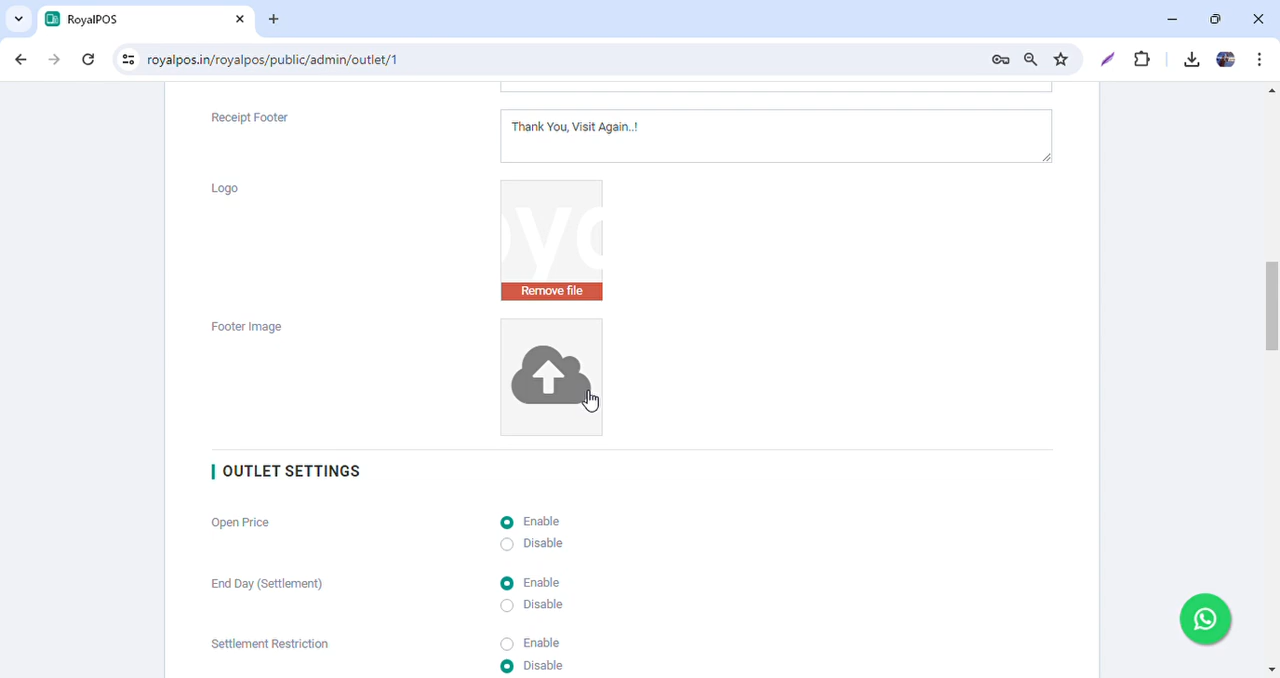 RoyalPOS
royalpos.in/royalpos/public/admin/outlet/1
Receipt Footer
Thank You, Visit Again..!
Logo
oyo
Remove file
Footer Image
OUTLET SETTINGS
Open Price
Enable
Disable
End Day (Settlement)
Enable
Disable
Settlement Restriction
Enable
Disable